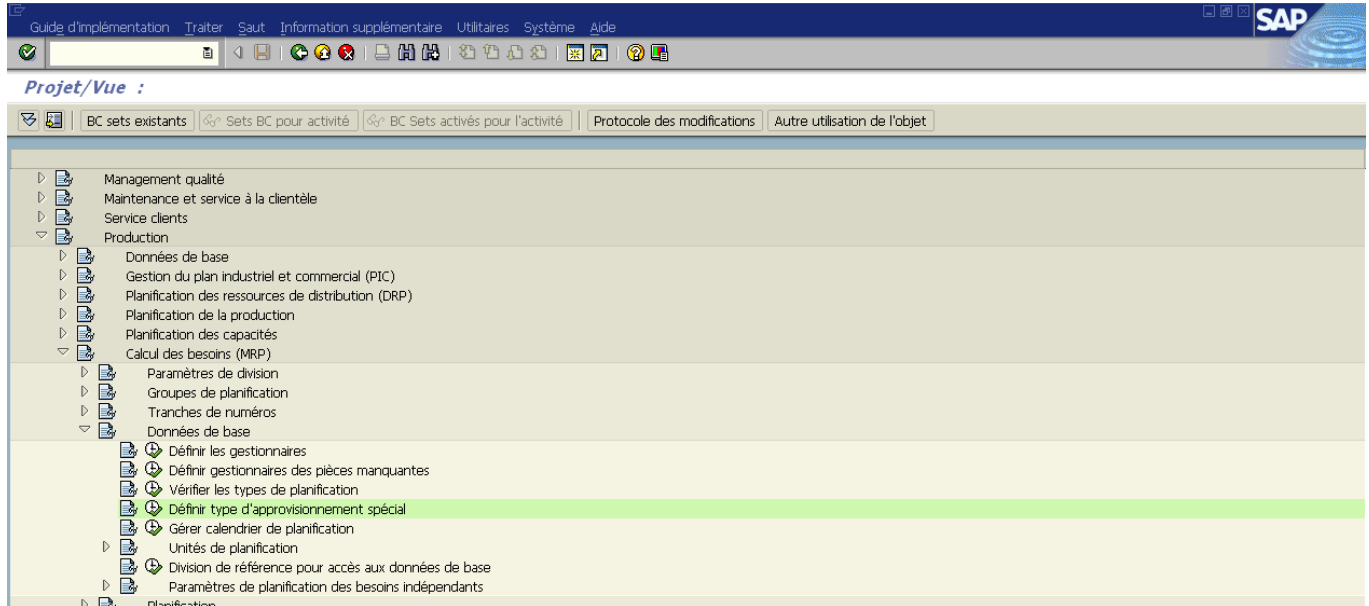 Guide d'implémentation Traiter Saut Information supplémentaire Utilitaires Système Aide
SAP
Projet/Vue :
BC sets existants Sets BC pour activité BC Sets activés pour l'activité Protocole des modifications Autre utilisation de l'objet
Management qualité
Maintenance et service à la clientèle
Service clients
Production
Données de base
Gestion du plan industriel et commercial (PIC)
Planification des ressources de distribution (DRP)
Planification de la production
Planification des capacités
Calcul des besoins (MRP)
Paramètres de division
Groupes de planification
Tranches de numéros
Données de base
Définir les gestionnaires
Définir gestionnaires des pièces manquantes
Vérifier les types de planification
Définir type d'approvisionnement spécial
Gérer calendrier de planification
Unités de planification
Division de référence pour accès aux données de base
Paramètres de planification des besoins indépendants
Planification